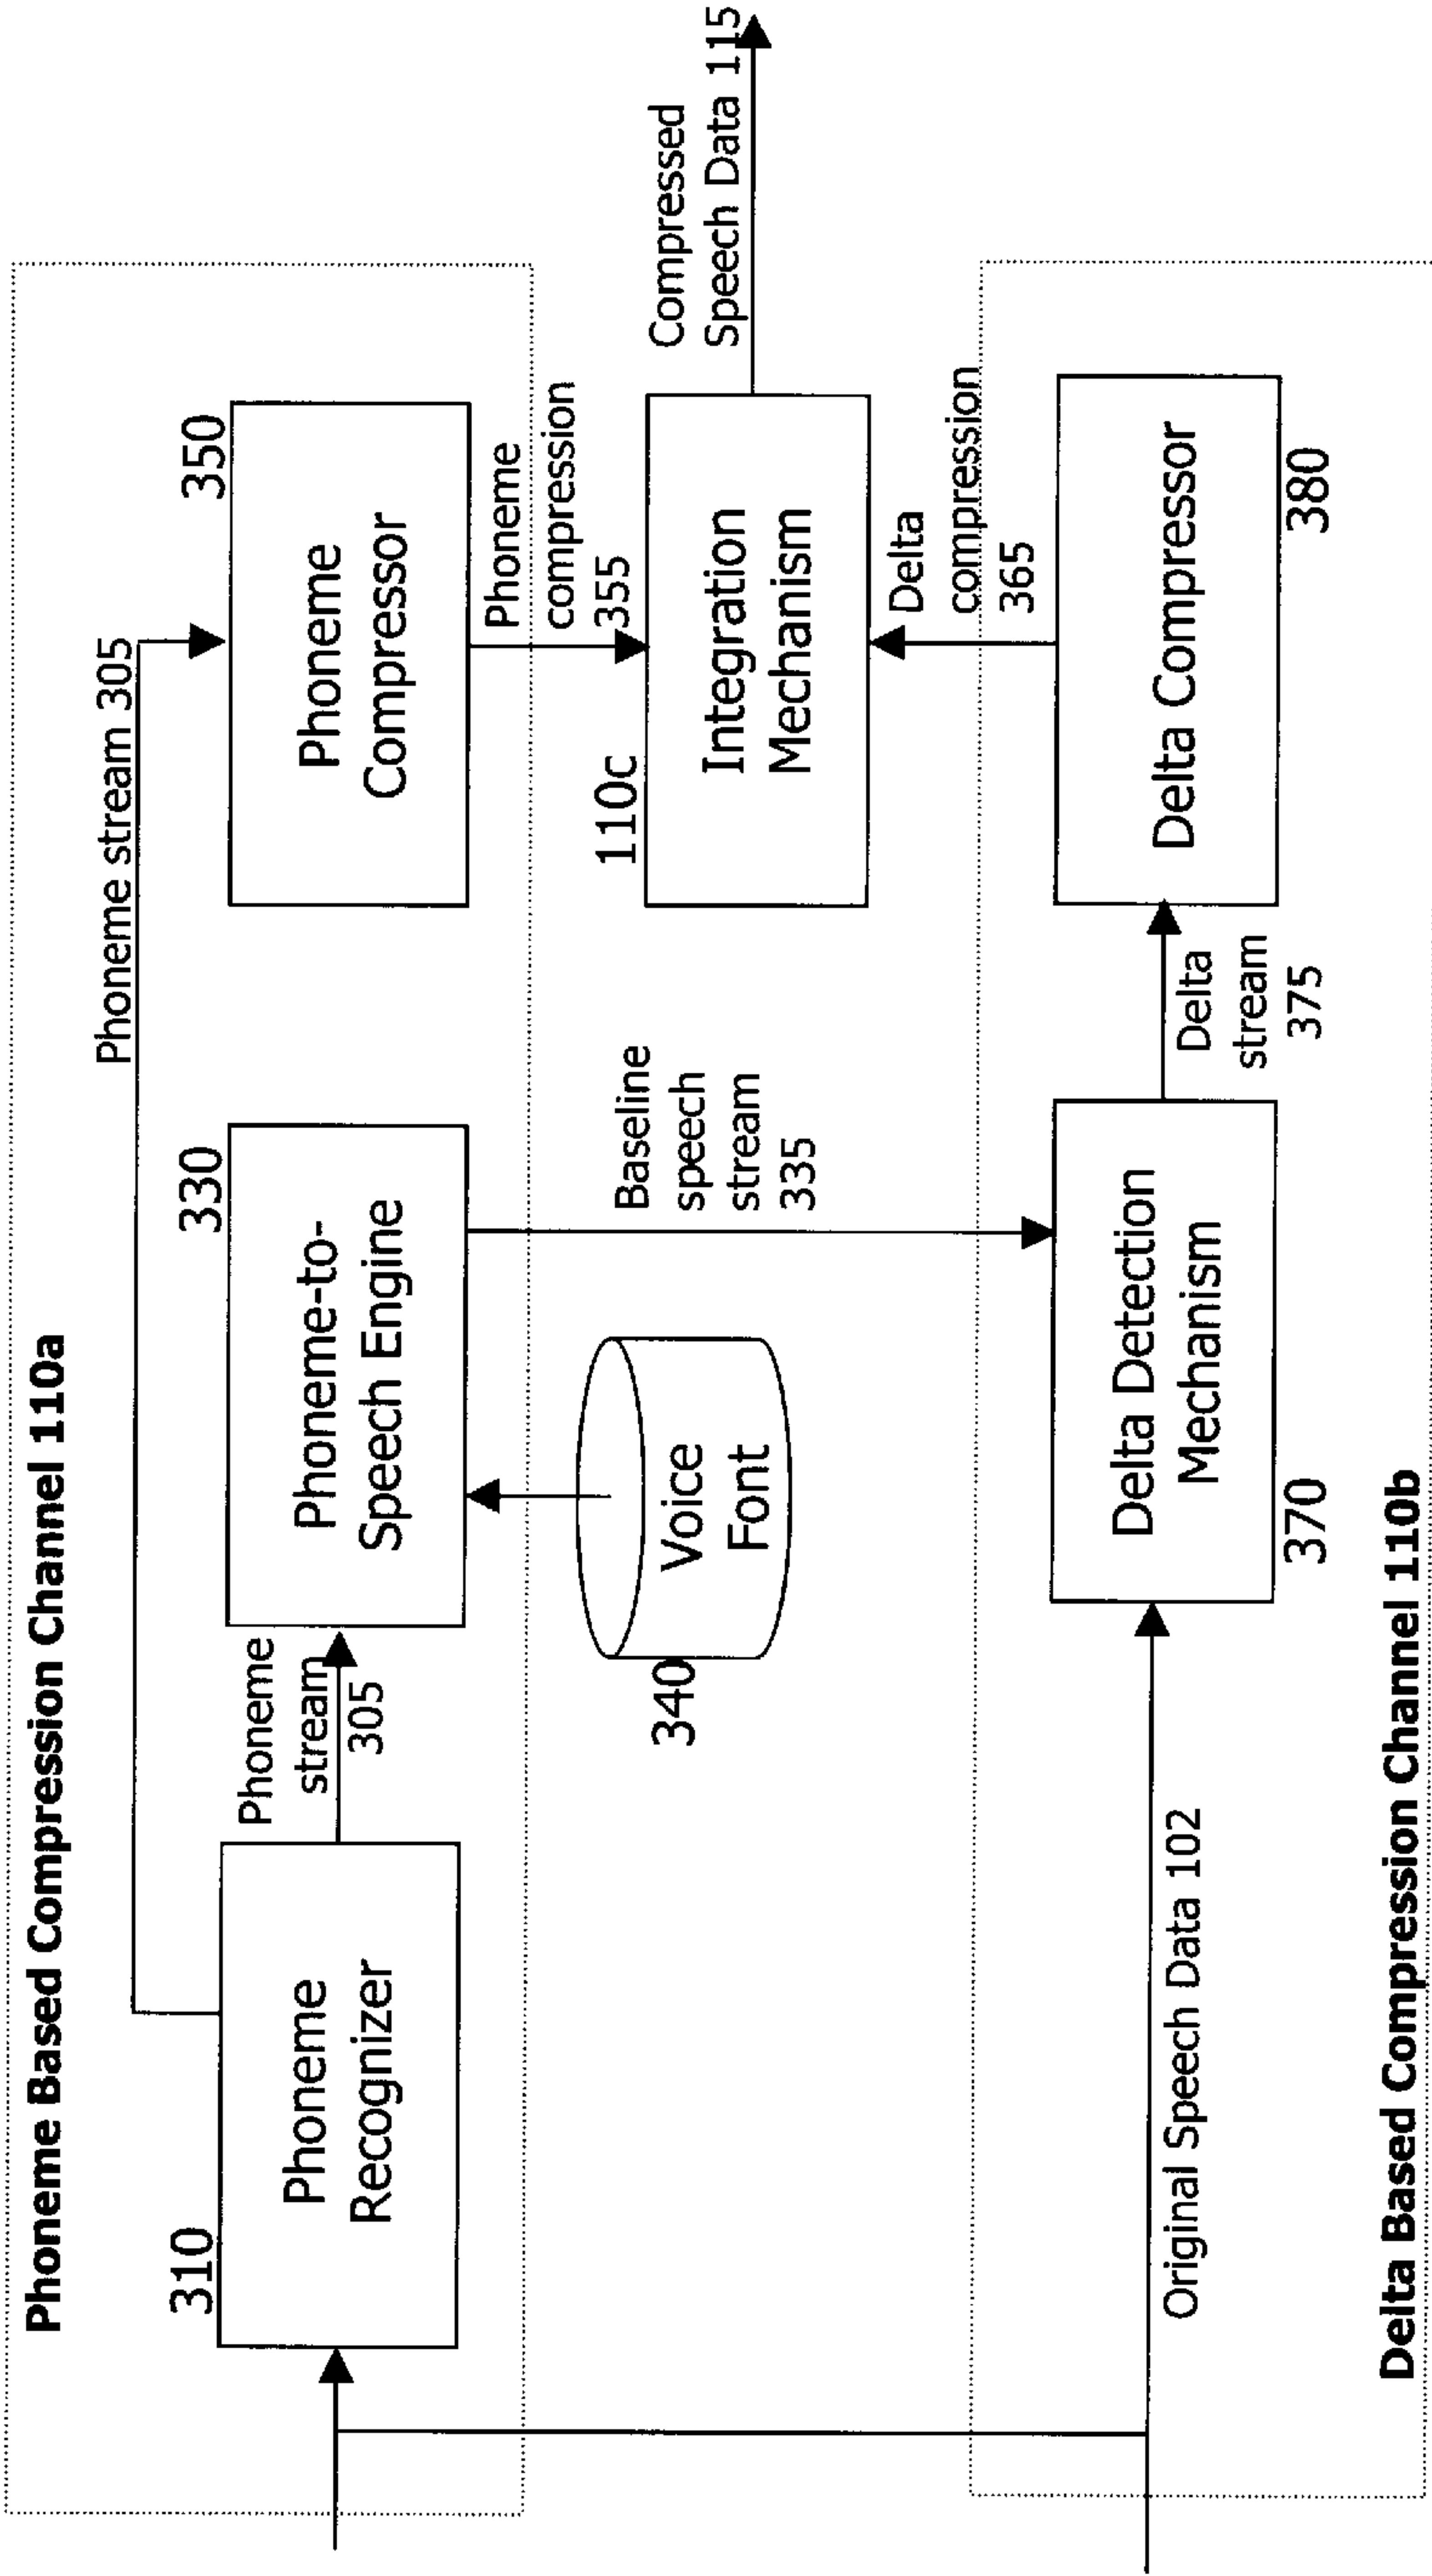 Phoneme Based Compression Channel 110a
Phoneme stream 305
310
Phoneme
Recognizer
Phoneme
stream
305
330
Phoneme-to-
Speech Engine
350
Phoneme
Compressor
340
Voice
Font
Baseline
speech
stream
335
Phoneme
compression
355
110c
Integration
Mechanism
Compressed
Speech Data 115
Delta
compression
365
Original Speech Data 102
370
Delta Detection
Mechanism
Delta
stream
375
Delta Compressor
380
Delta Based Compression Channel 110b